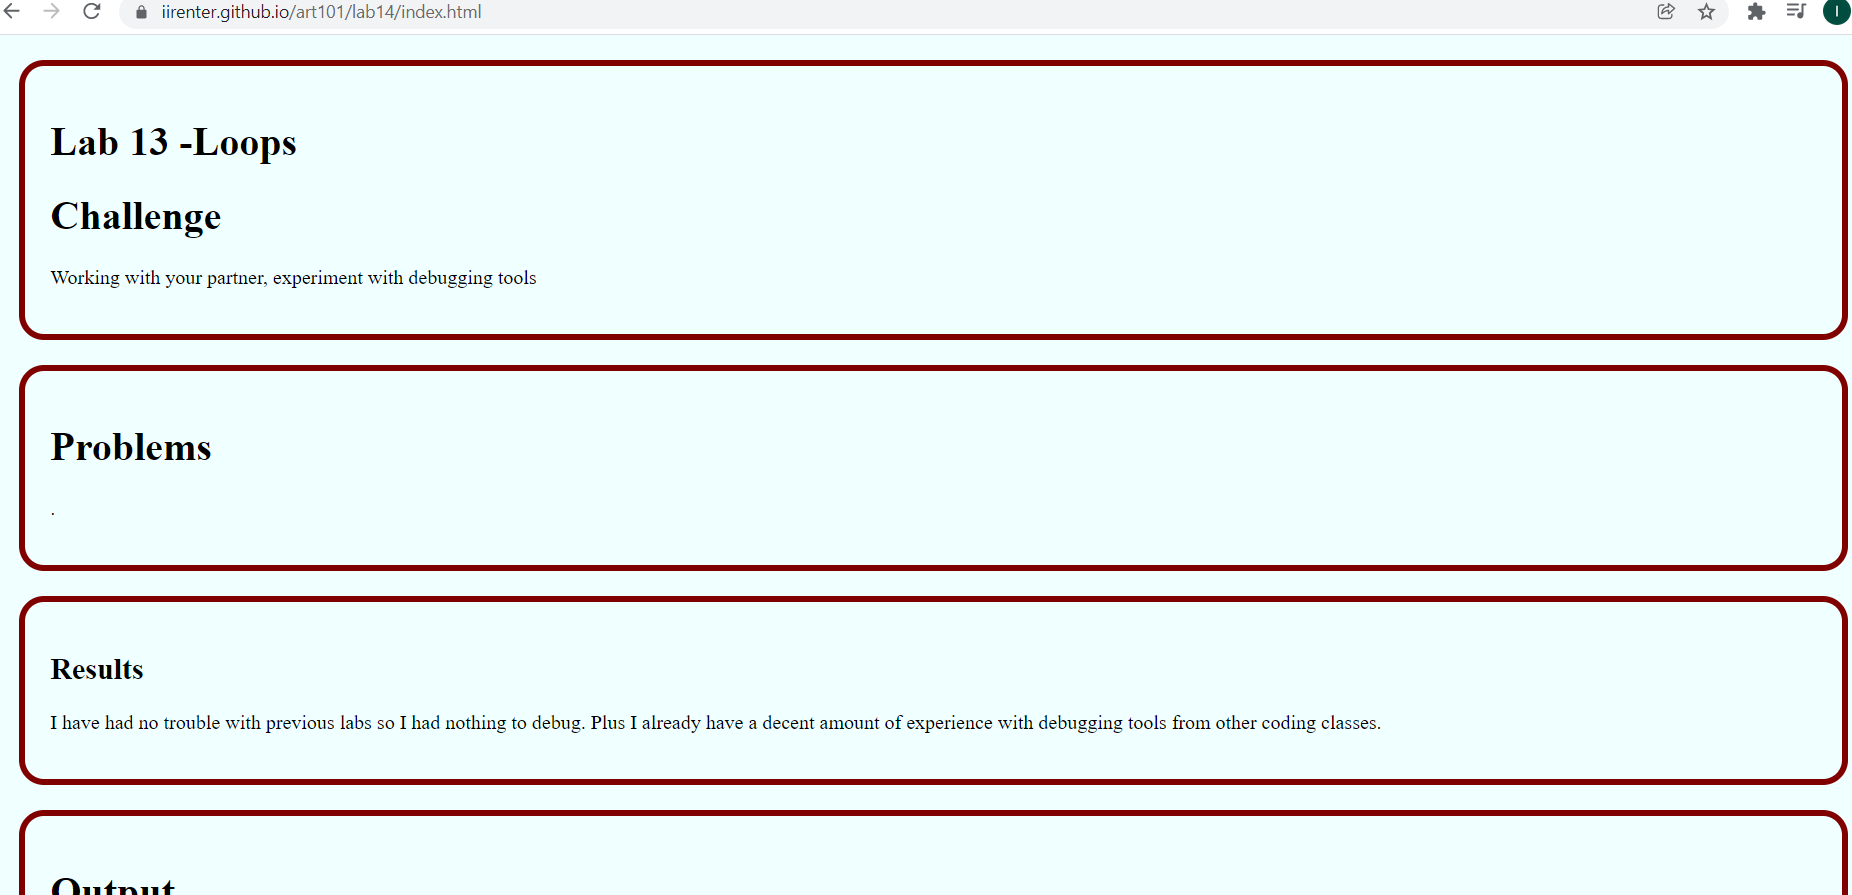 iirenter.github.io/art101/lab14/index.html
I
Lab 13 -Loops
Challenge
Working with your partner, experiment with debugging tools
Problems
.
Results
I have had no trouble with previous labs so I had nothing to debug. Plus I already have a decent amount of experience with debugging tools from other coding classes.
Output